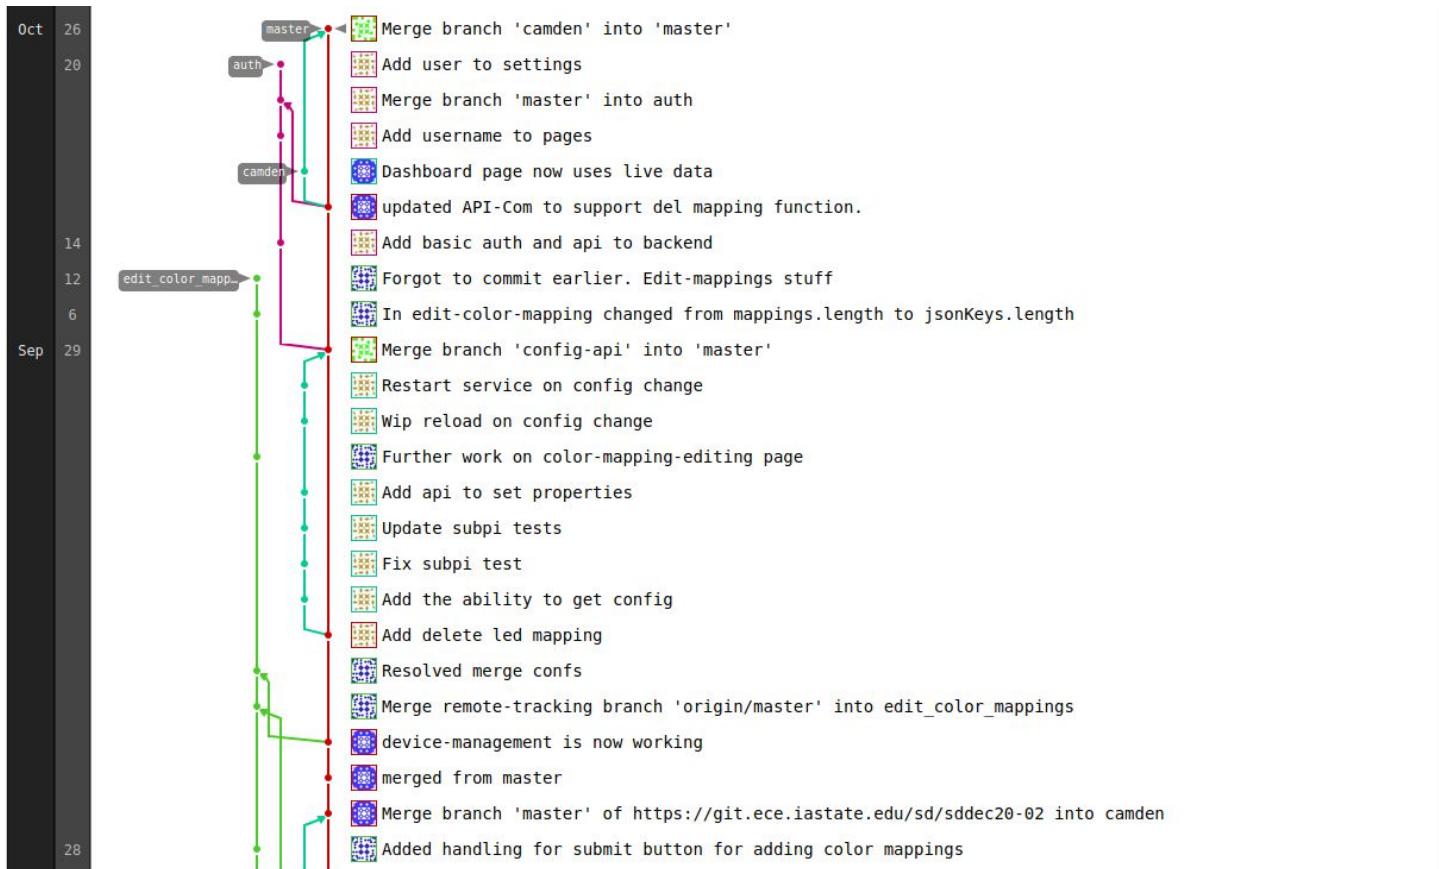 Oct 26 master Merge branch 'camden' into 'master'
20 auth Add user to settings
Merge branch 'master' into auth
Add username to pages
camden Dashboard page now uses live data
updated API-Com to support del mapping function.
14 Add basic auth and api to backend
12 edit_color_mapp… Forgot to commit earlier. Edit-mappings stuff
6 In edit-color-mapping changed from mappings.length to jsonKeys.length
Sep 29 Merge branch 'config-api' into 'master'
Restart service on config change
Wip reload on config change
Further work on color-mapping-editing page
Add api to set properties
Update subpi tests
Fix subpi test
Add the ability to get config
Add delete led mapping
Resolved merge confs
Merge remote-tracking branch 'origin/master' into edit_color_mappings
device-management is now working
merged from master
Merge branch 'master' of https://git.ece.iastate.edu/sd/sddec20-02 into camden
28 Added handling for submit button for adding color mappings